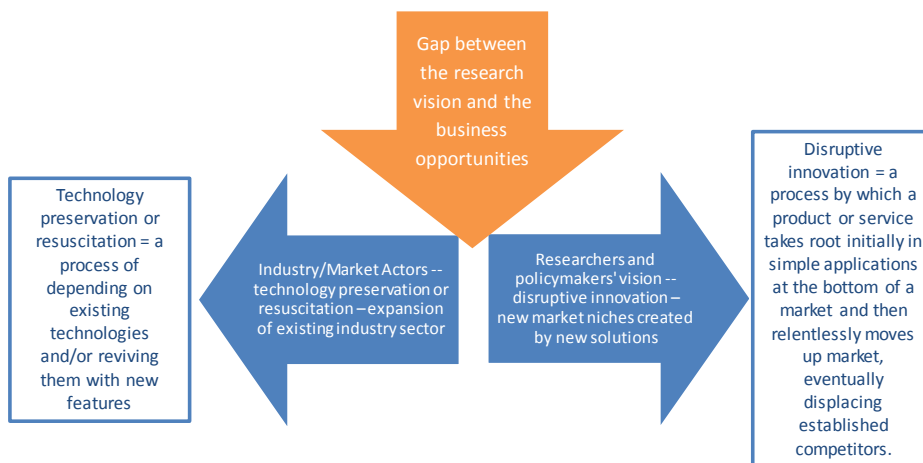 Gap between
the research
vision and the
business
opportunities
Technology
preservation or
resuscitation = a
process of
depending on
existing
technologies
and/or reviving
them with new
features
Industry/Market Actors --
technology preservation or
resuscitation – expansion
of existing industry sector
Researchers and
policymakers' vision --
disruptive innovation –
new market niches created
by new solutions
Disruptive
innovation = a
process by which a
product or service
takes root initially in
simple applications
at the bottom of a
market and then
relentlessly moves
up market,
eventually
displacing
established
competitors.